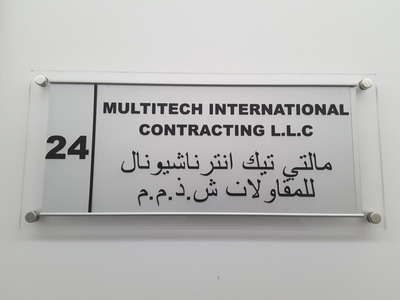 24
MULTITECH INTERNATIONAL
CONTRACTING L.L.C
مالتي تيك انترناشيونال
للمقاولات ش.ذ.م.م